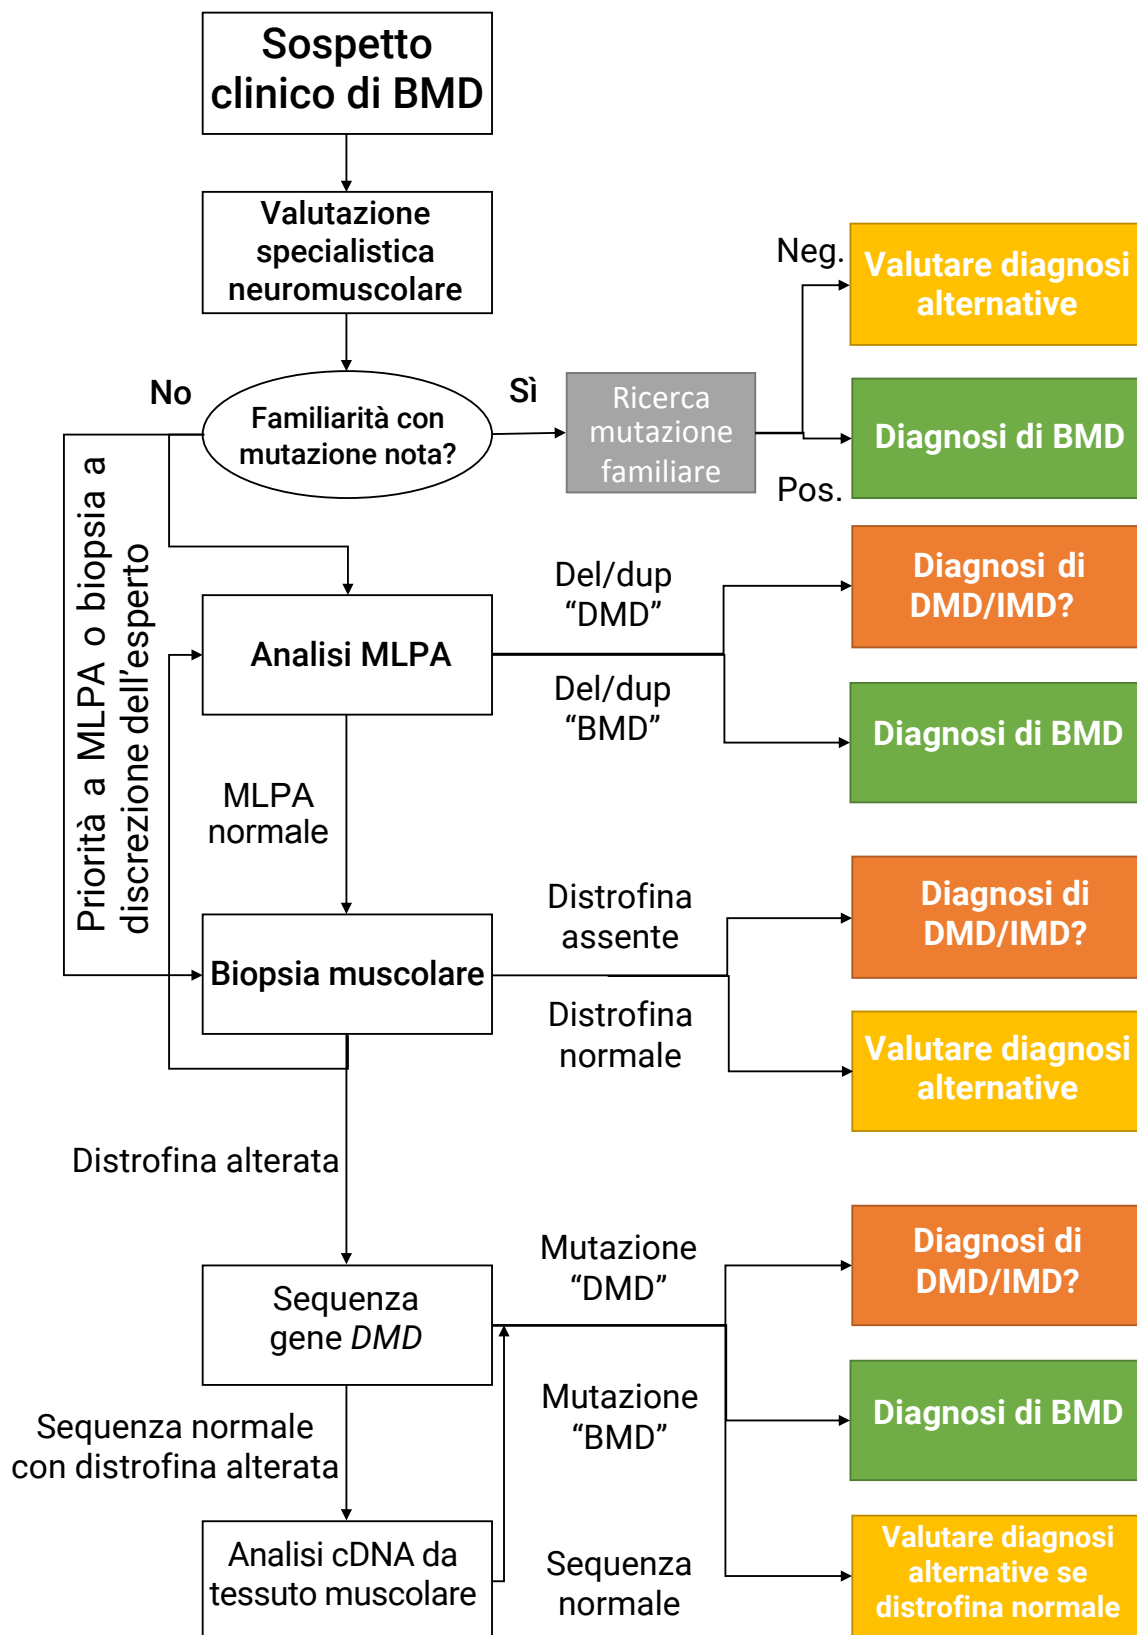 Sospetto
clinico di BMD
Valutazione
specialistica
neuromuscolare
Neg.
Valutare diagnosi
alternative
No
Familiarità con
mutazione nota?
Sì
Ricerca
mutazione
familiare
Diagnosi di BMD
Pos.
Priorità a MLPA o biopsia a
discrezione dell’esperto
Del/dup
“DMD”
Diagnosi di
DMD/IMD?
Analisi MLPA
Del/dup
“BMD”
Diagnosi di BMD
MLPA
normale
Distrofina
assente
Diagnosi di
DMD/IMD?
Biopsia muscolare
Distrofina
normale
Valutare diagnosi
alternative
Distrofina alterata
Mutazione
“DMD”
Diagnosi di
DMD/IMD?
Sequenza
gene DMD
Mutazione
“BMD”
Diagnosi di BMD
Sequenza normale
con distrofina alterata
Analisi cDNA da
tessuto muscolare
Sequenza
normale
Valutare diagnosi
alternative se
distrofina normale